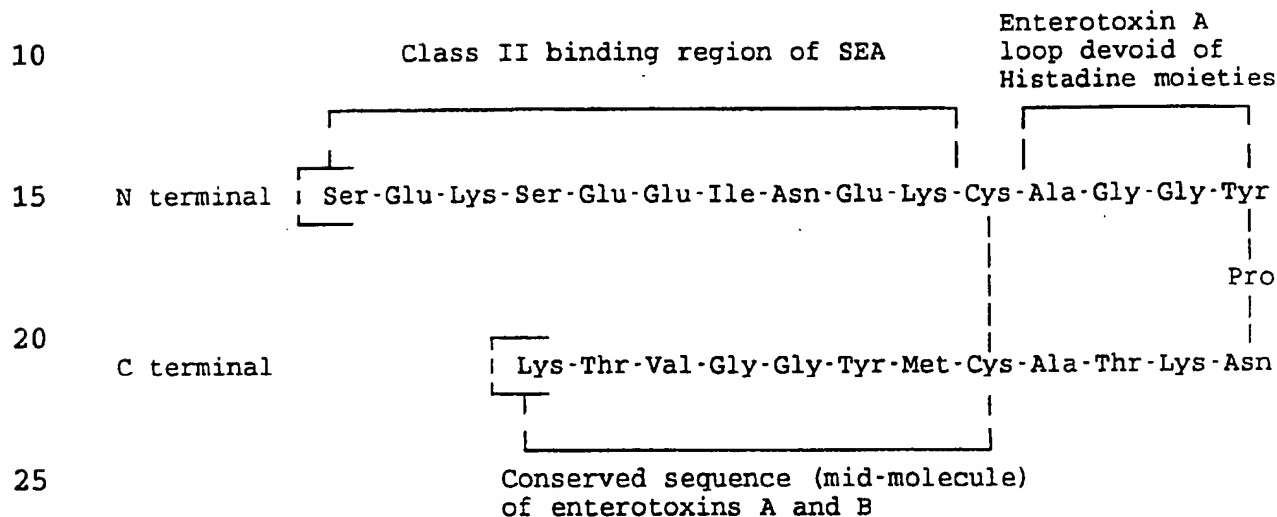 10 Class II binding region of SEA
Enterotoxin A
loop devoid of
Histadine moieties
15 N terminal Ser-Glu-Lys-Ser-Glu-Glu-Ile-Asn-Glu-Lys-Cys-Ala-Gly-Gly-Tyr
Pro
20
C terminal Lys-Thr-Val-Gly-Gly-Tyr-Met-Cys-Ala-Thr-Lys-Asn
25 Conserved sequence (mid-molecule)
of enterotoxins A and B